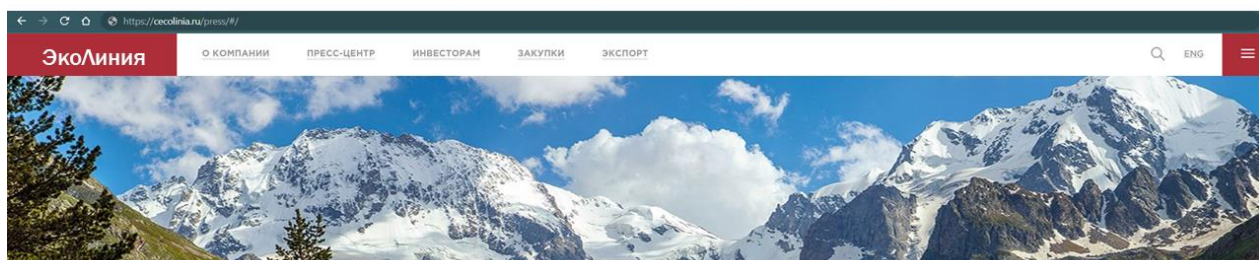 https://cecolinia.ru/press/#/
ЭкоЛиния
О КОМПАНИИ ПРЕСС-ЦЕНТР ИНВЕСТОРАМ ЗАКУПКИ ЭКСПОРТ ENG